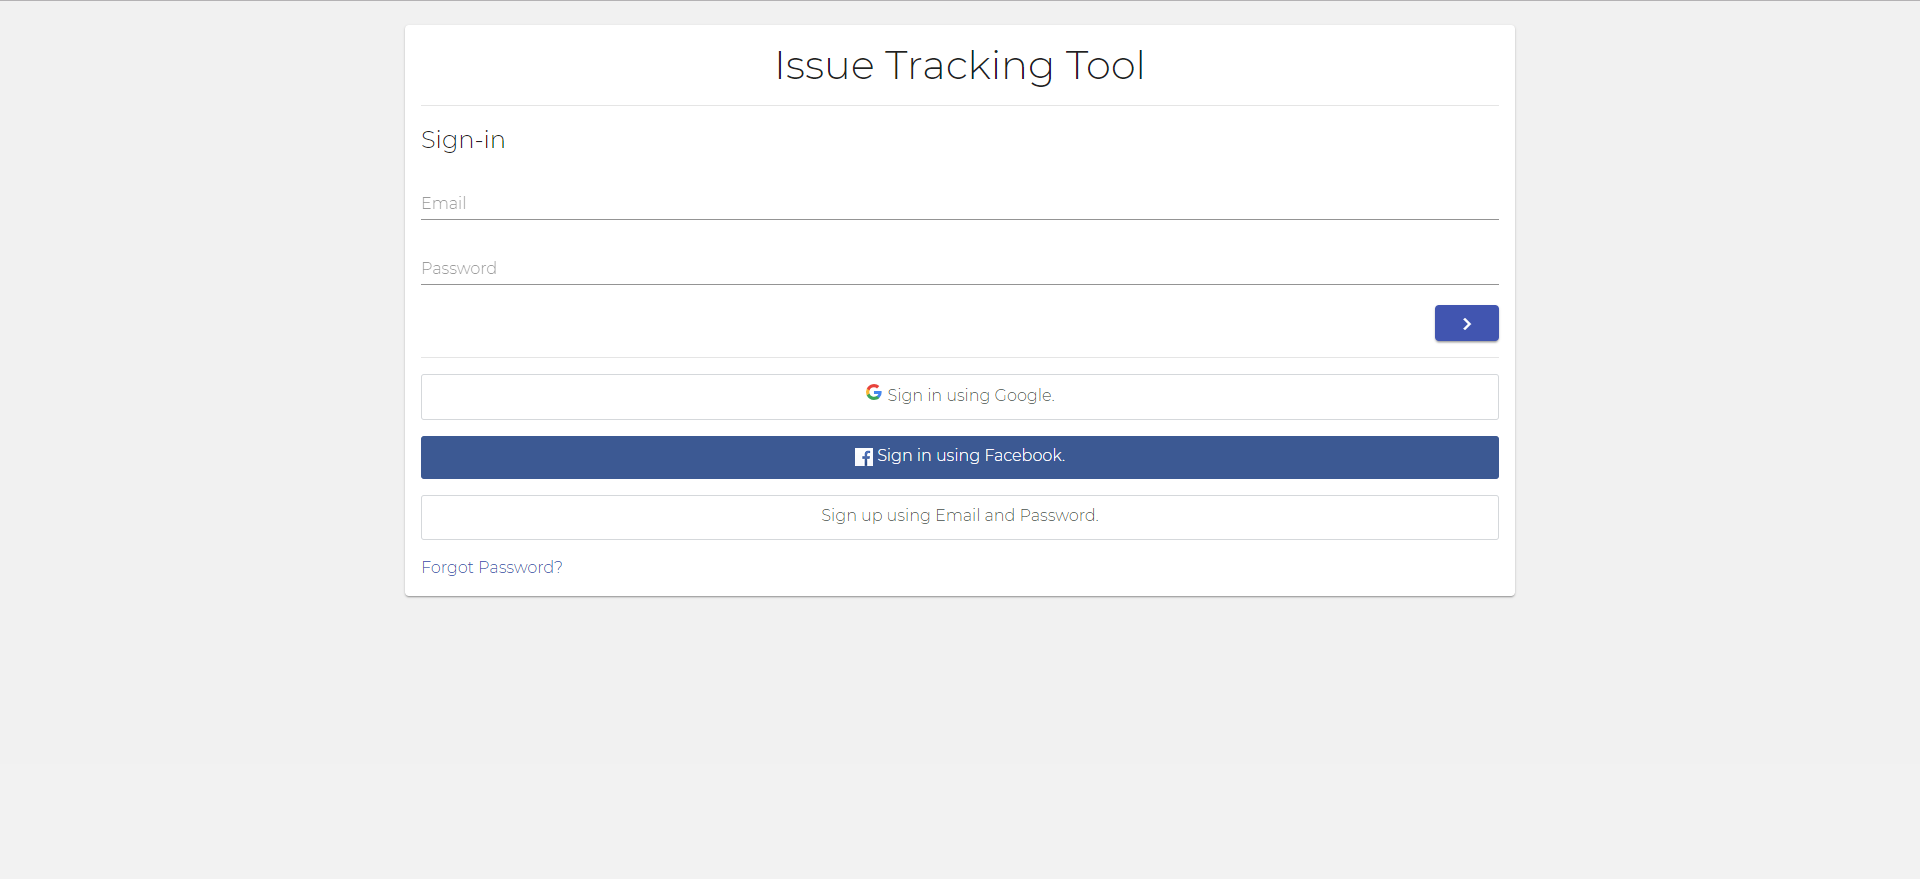 Issue Tracking Tool
Sign-in
Email
Password
Sign in using Google.
Sign in using Facebook.
Sign up using Email and Password.
Forgot Password?